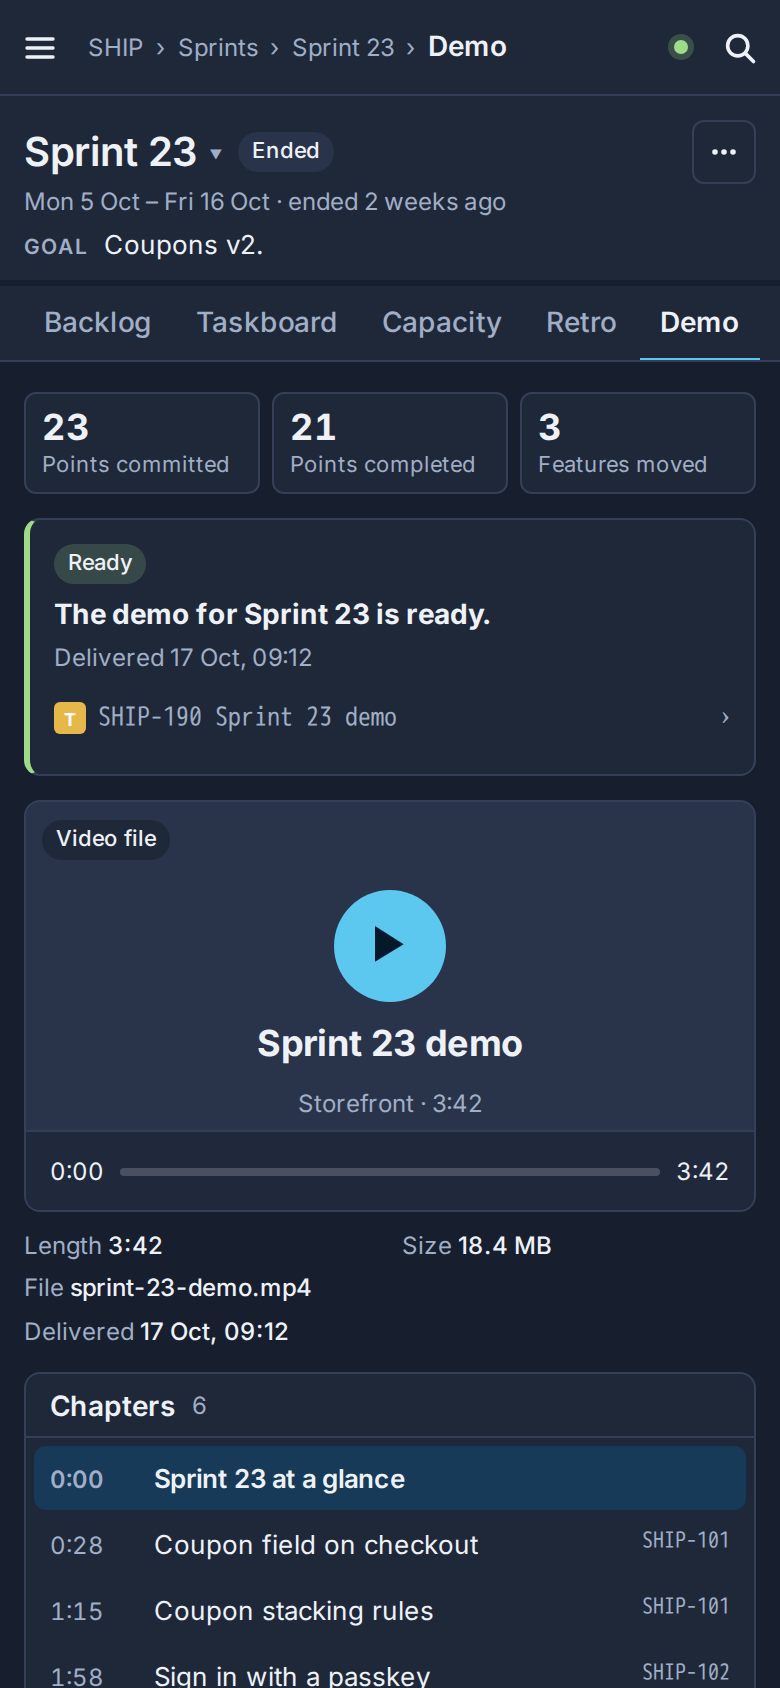 SHIP › Sprints › Sprint 23 › Demo
Sprint 23 ▾ Ended
Mon 5 Oct – Fri 16 Oct · ended 2 weeks ago
GOAL Coupons v2.
Backlog Taskboard Capacity Retro Demo
23 21 3
Points committed Points completed Features moved
Ready
The demo for Sprint 23 is ready.
Delivered 17 Oct, 09:12
T SHIP-190 Sprint 23 demo ›
Video file
Sprint 23 demo
Storefront · 3:42
0:00 3:42
Length 3:42 Size 18.4 MB
File sprint-23-demo.mp4
Delivered 17 Oct, 09:12
Chapters 6
0:00 Sprint 23 at a glance
0:28 Coupon field on checkout SHIP-101
1:15 Coupon stacking rules SHIP-101
1:58 Sign in with a passkey SHIP-102